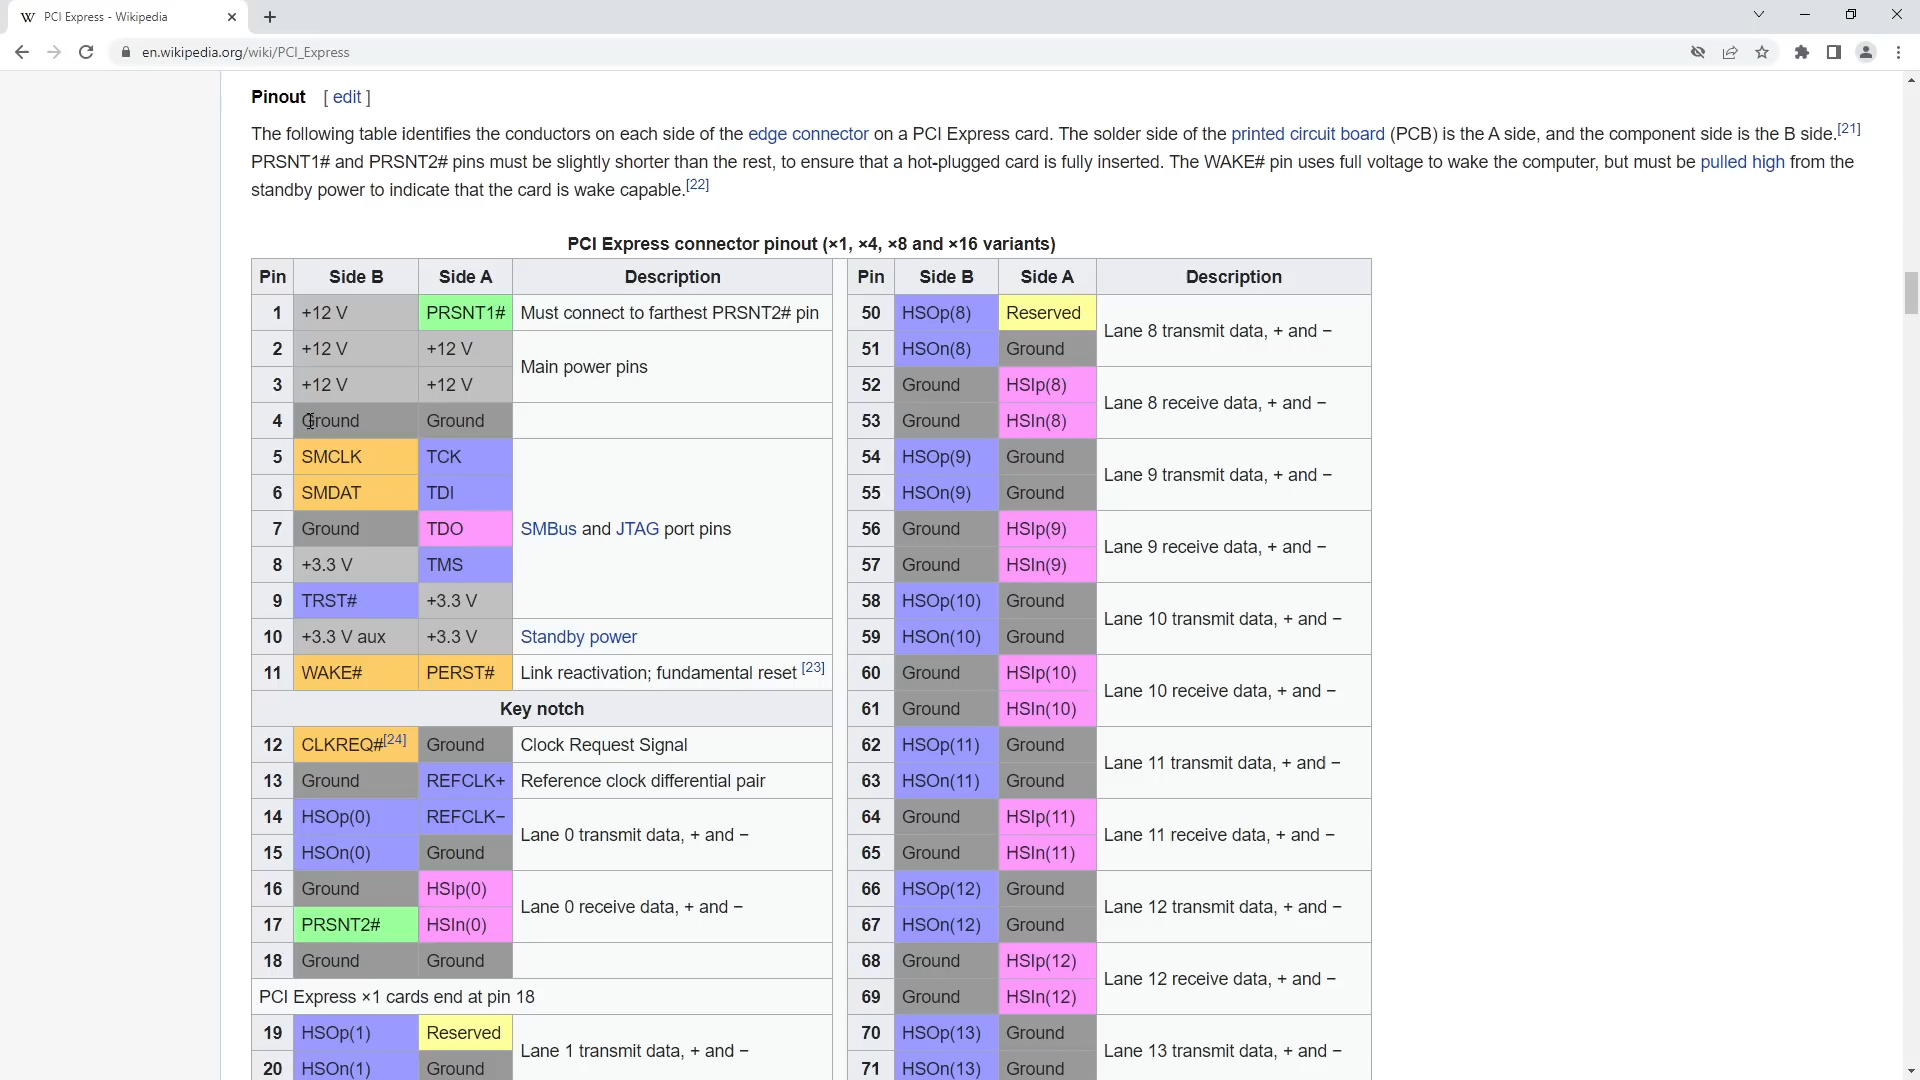 PCI Express - Wikipedia
en.wikipedia.org/wiki/PCI_Express
Pinout [ edit ]
The following table identifies the conductors on each side of the edge connector on a PCI Express card. The solder side of the printed circuit board (PCB) is the A side, and the component side is the B side.[21]
PRSNT1# and PRSNT2# pins must be slightly shorter than the rest, to ensure that a hot-plugged card is fully inserted. The WAKE# pin uses full voltage to wake the computer, but must be pulled high from the
standby power to indicate that the card is wake capable.[22]
PCI Express connector pinout (×1, ×4, ×8 and ×16 variants)
Pin Side B Side A Description
1 +12 V PRSNT1# Must connect to farthest PRSNT2# pin
2 +12 V +12 V Main power pins
3 +12 V +12 V
4 Ground Ground
5 SMCLK TCK
6 SMDAT TDI
7 Ground TDO SMBus and JTAG port pins
8 +3.3 V TMS
9 TRST# +3.3 V
10 +3.3 V aux +3.3 V Standby power
11 WAKE# PERST# Link reactivation; fundamental reset [23]
Key notch
12 CLKREQ#[24] Ground Clock Request Signal
13 Ground REFCLK+ Reference clock differential pair
14 HSOp(0) REFCLK− Lane 0 transmit data, + and −
15 HSOn(0) Ground
16 Ground HSIp(0) Lane 0 receive data, + and −
17 PRSNT2# HSIn(0)
18 Ground Ground
PCI Express ×1 cards end at pin 18
19 HSOp(1) Reserved Lane 1 transmit data, + and −
20 HSOn(1) Ground
Pin Side B Side A Description
50 HSOp(8) Reserved Lane 8 transmit data, + and −
51 HSOn(8) Ground
52 Ground HSIp(8) Lane 8 receive data, + and −
53 Ground HSIn(8)
54 HSOp(9) Ground Lane 9 transmit data, + and −
55 HSOn(9) Ground
56 Ground HSIp(9) Lane 9 receive data, + and −
57 Ground HSIn(9)
58 HSOp(10) Ground Lane 10 transmit data, + and −
59 HSOn(10) Ground
60 Ground HSIp(10) Lane 10 receive data, + and −
61 Ground HSIn(10)
62 HSOp(11) Ground Lane 11 transmit data, + and −
63 HSOn(11) Ground
64 Ground HSIp(11) Lane 11 receive data, + and −
65 Ground HSIn(11)
66 HSOp(12) Ground Lane 12 transmit data, + and −
67 HSOn(12) Ground
68 Ground HSIp(12) Lane 12 receive data, + and −
69 Ground HSIn(12)
70 HSOp(13) Ground Lane 13 transmit data, + and −
71 HSOn(13) Ground